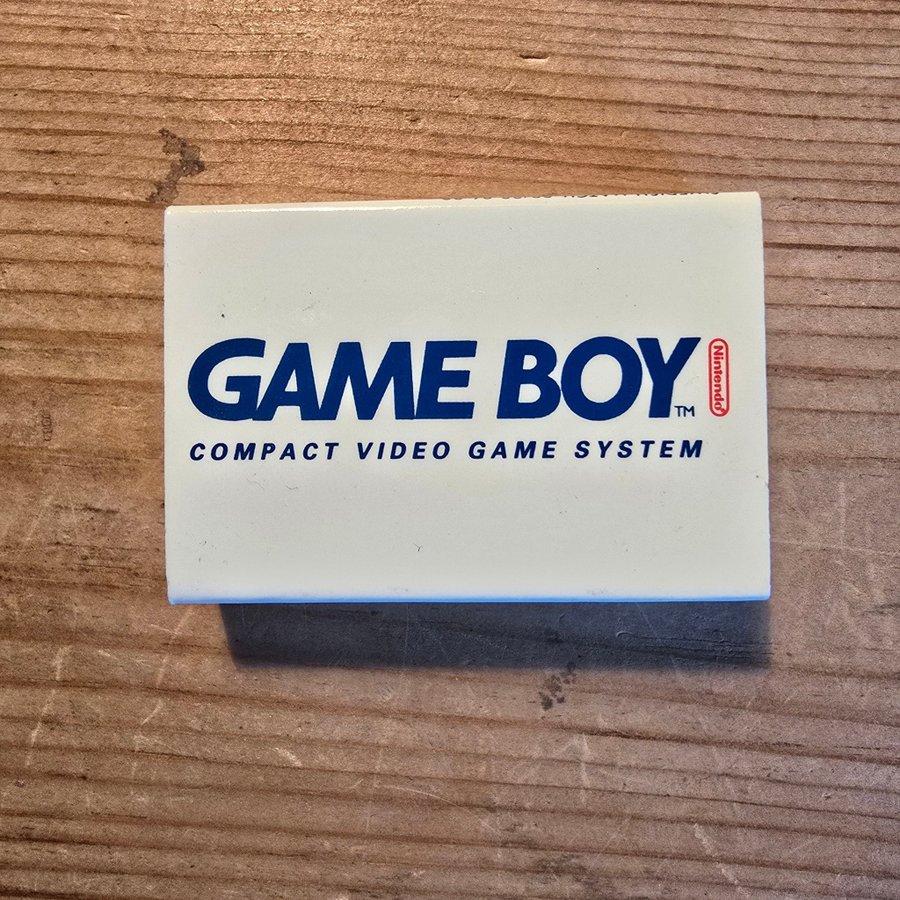 GAME BOY TM Nintendo
COMPACT VIDEO GAME SYSTEM